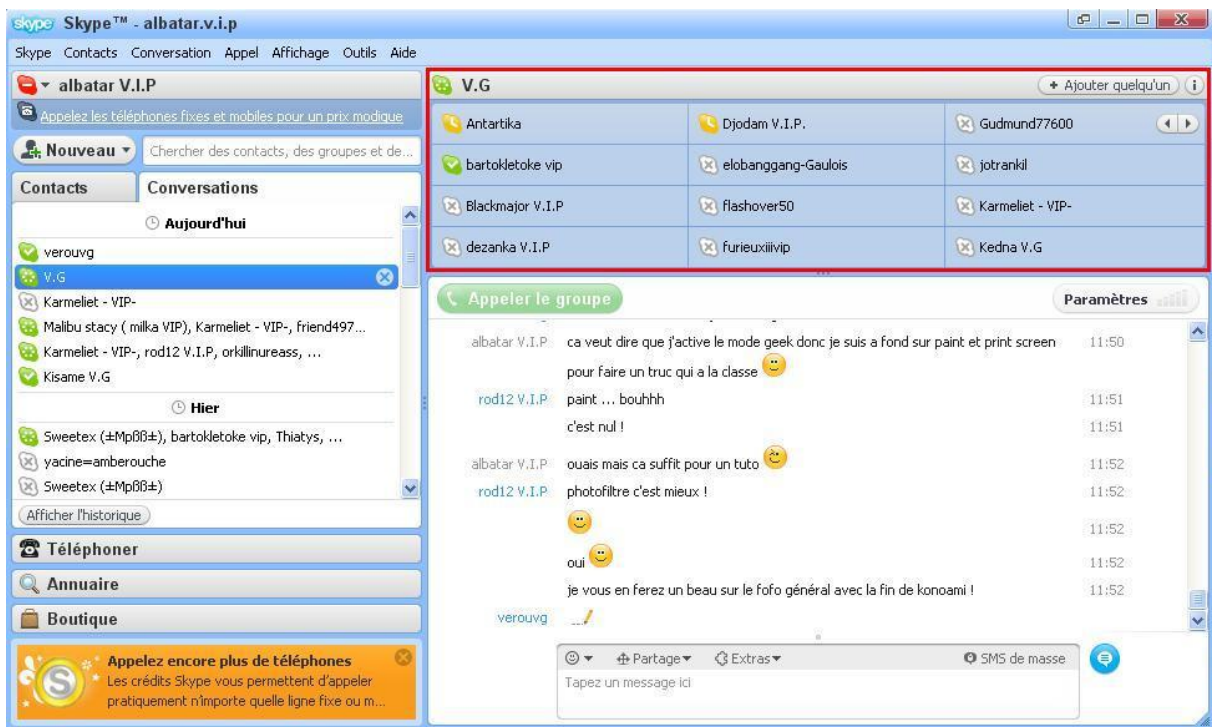 skype Skype™ - albatar.v.i.p
Skype Contacts Conversation Appel Affichage Outils Aide
albatar V.I.P
Appelez les téléphones fixes et mobiles pour un prix modique
Nouveau
Chercher des contacts, des groupes et de...
Contacts Conversations
Aujourd'hui
verouvg
V.G
Karmeliet - VIP-
Malibu stacy ( milka VIP), Karmeliet - VIP-, friend497...
Karmeliet - VIP-, rod12 V.I.P, orkillinureass, ...
Kisame V.G
Hier
Sweetex (±Mpßß±), bartokletoke vip, Thiatys, ...
yacine=amberouche
Sweetex (±Mpßß±)
Afficher l'historique
Téléphoner
Annuaire
Boutique
Appelez encore plus de téléphones
Les crédits Skype vous permettent d'appeler
pratiquement n'importe quelle ligne fixe ou m...
V.G
+ Ajouter quelqu'un i
Antartika Djodam V.I.P. Gudmund77600
bartokletoke vip elobanggang-Gaulois jotrankil
Blackmajor V.I.P flashover50 Karmeliet - VIP-
dezanka V.I.P furieuxiiivip Kedna V.G
Appeler le groupe
Paramètres
albatar V.I.P ca veut dire que j'active le mode geek donc je suis a fond sur paint et print screen 11:50
pour faire un truc qui a la classe
rod12 V.I.P paint ... bouhhh 11:51
c'est nul ! 11:51
albatar V.I.P ouais mais ca suffit pour un tuto 11:52
rod12 V.I.P photofiltre c'est mieux ! 11:52
11:52
oui 11:52
je vous en ferez un beau sur le fofo général avec la fin de konoami ! 11:52
verouvg ...
Partage Extras SMS de masse
Tapez un message ici